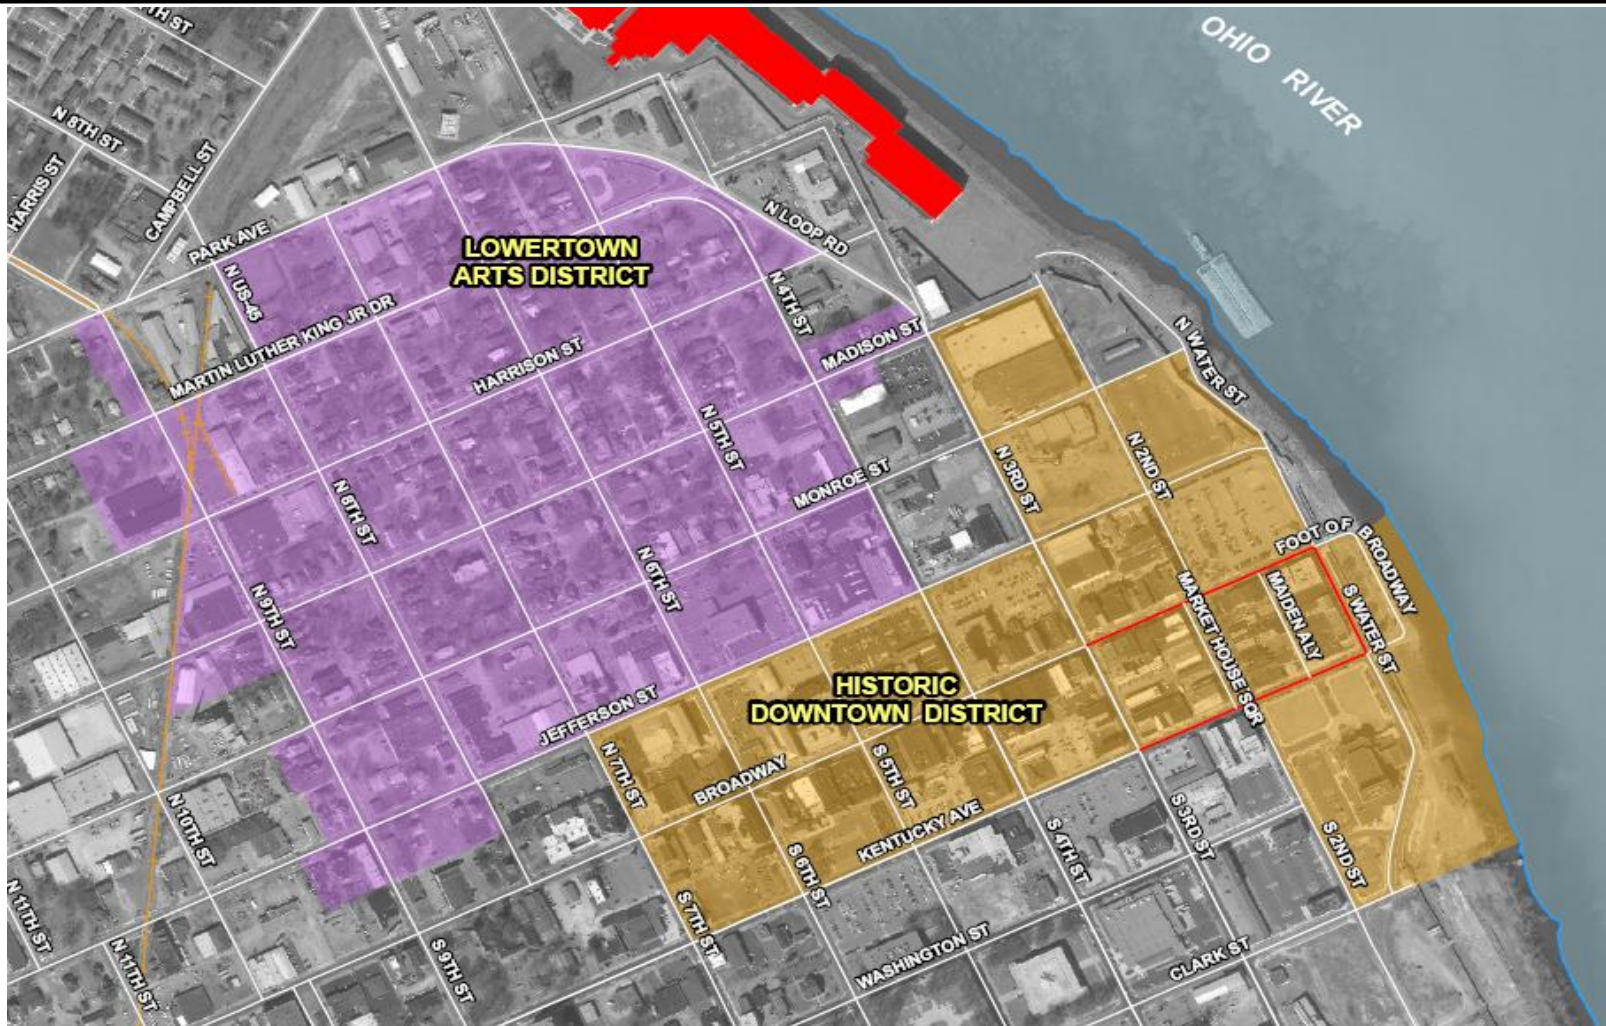 TH ST
OHIO RIVER
N 8TH ST
HARRIS ST
CAMPBELL ST
PARK AVE
N US-45
LOWERTOWN
ARTS DISTRICT
N LOOP RD
N 4TH ST
MARTIN LUTHER KING JR DR
HARRISON ST
MADISON ST
N WATER ST
N 5TH ST
N 2ND ST
N 3RD ST
MONROE ST
N 8TH ST
N 6TH ST
N 9TH ST
FOOT OF BROADWAY
MARKET HOUSE SQR
MAIDEN ALY
S WATER ST
HISTORIC
DOWNTOWN DISTRICT
JEFFERSON ST
N 7TH ST
BROADWAY
S 5TH ST
KENTUCKY AVE
N 10TH ST
S 3RD ST
S 4TH ST
S 2ND ST
S 6TH ST
S 7TH ST
N 11TH ST
N 11TH ST
S 9TH ST
WASHINGTON ST
CLARK ST